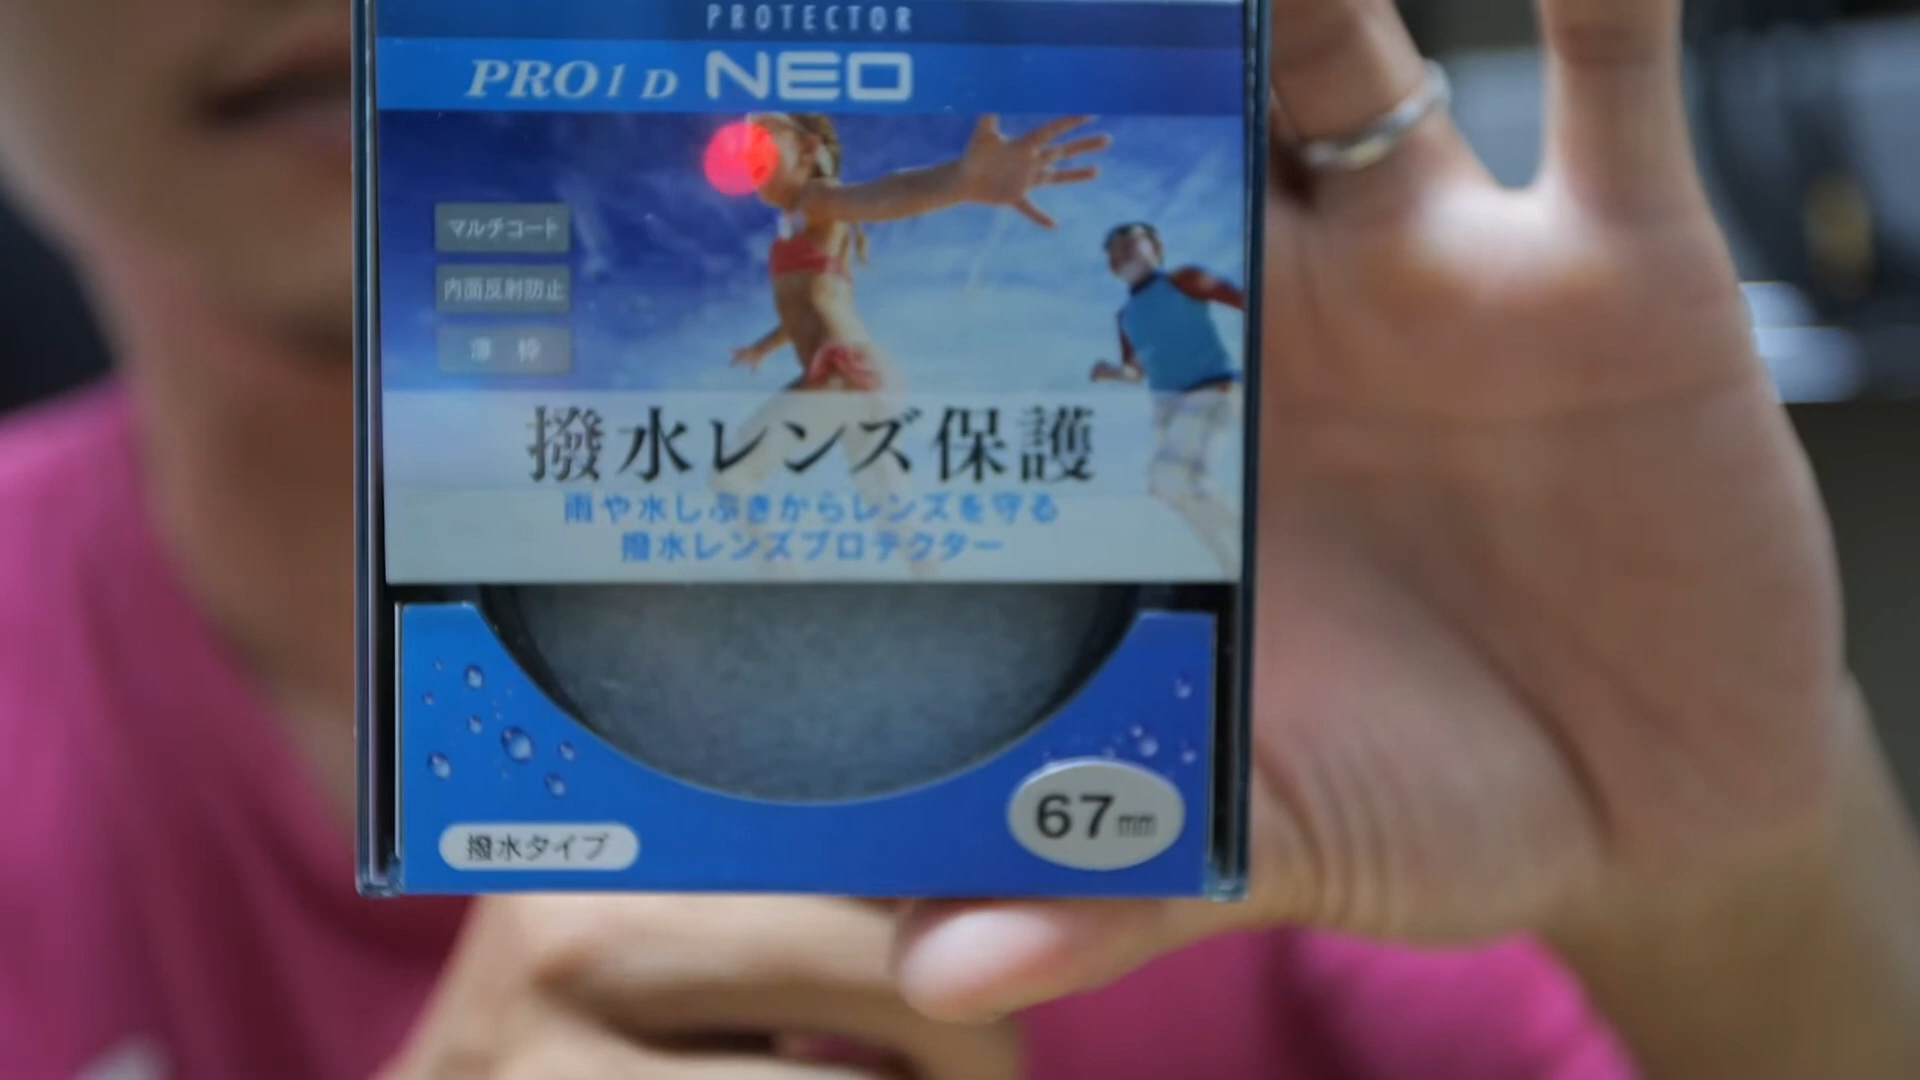 PROTECTOR
PRO1D NEO
マルチコート
内面反射防止
薄 枠
撥水レンズ保護
雨や水しぶきからレンズを守る
撥水レンズプロテクター
撥水タイプ
67mm